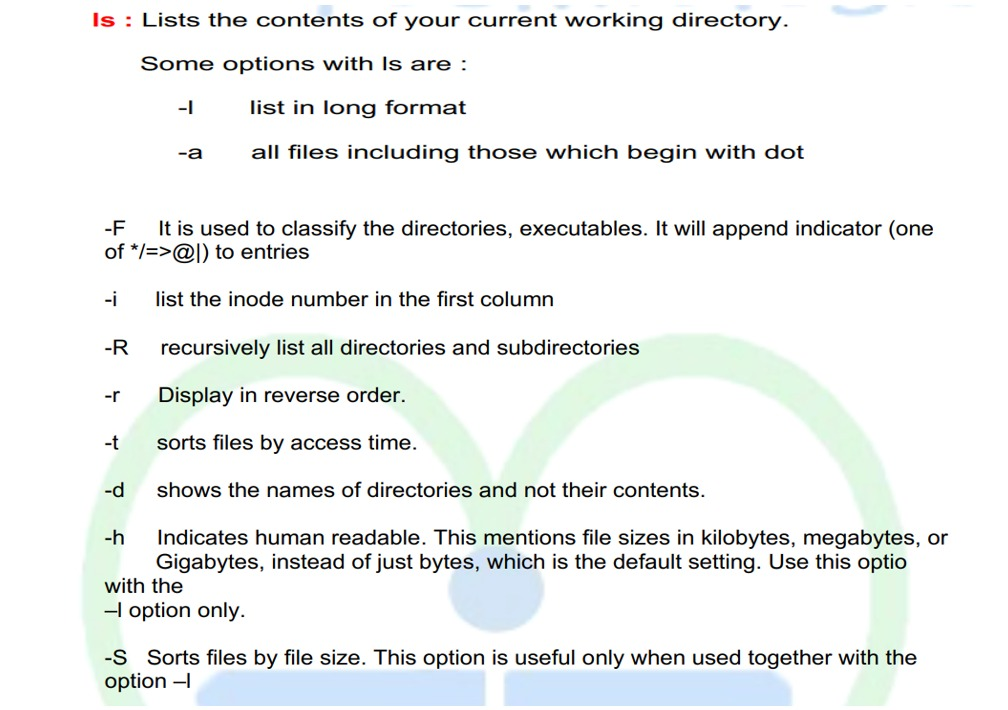 ls : Lists the contents of your current working directory.
Some options with ls are :
-l list in long format
-a all files including those which begin with dot
-F It is used to classify the directories, executables. It will append indicator (one
of */=>@|) to entries
-i list the inode number in the first column
-R recursively list all directories and subdirectories
-r Display in reverse order.
-t sorts files by access time.
-d shows the names of directories and not their contents.
-h Indicates human readable. This mentions file sizes in kilobytes, megabytes, or
Gigabytes, instead of just bytes, which is the default setting. Use this optio
with the
–l option only.
-S Sorts files by file size. This option is useful only when used together with the
option –l